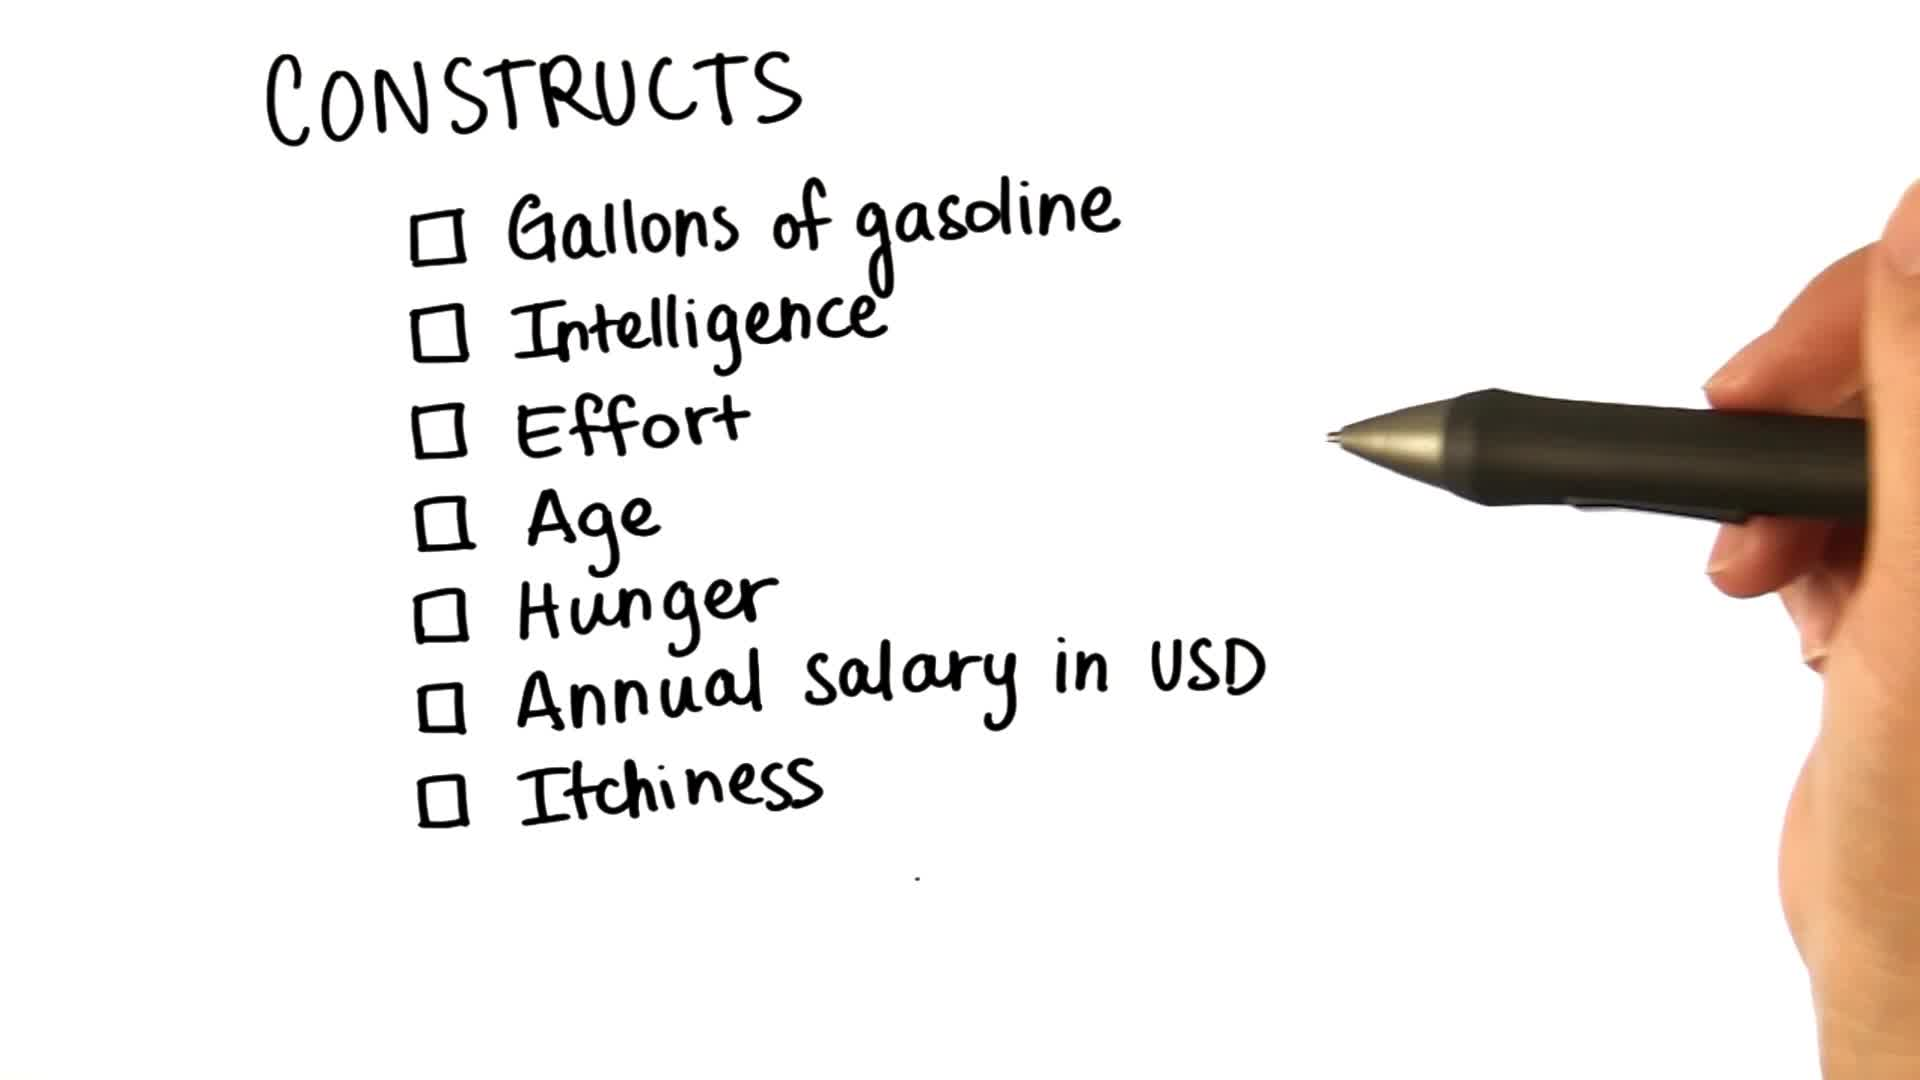 CONSTRUCTS
Gallons of gasoline
Intelligence
Effort
Age
Hunger
Annual salary in USD
Itchiness